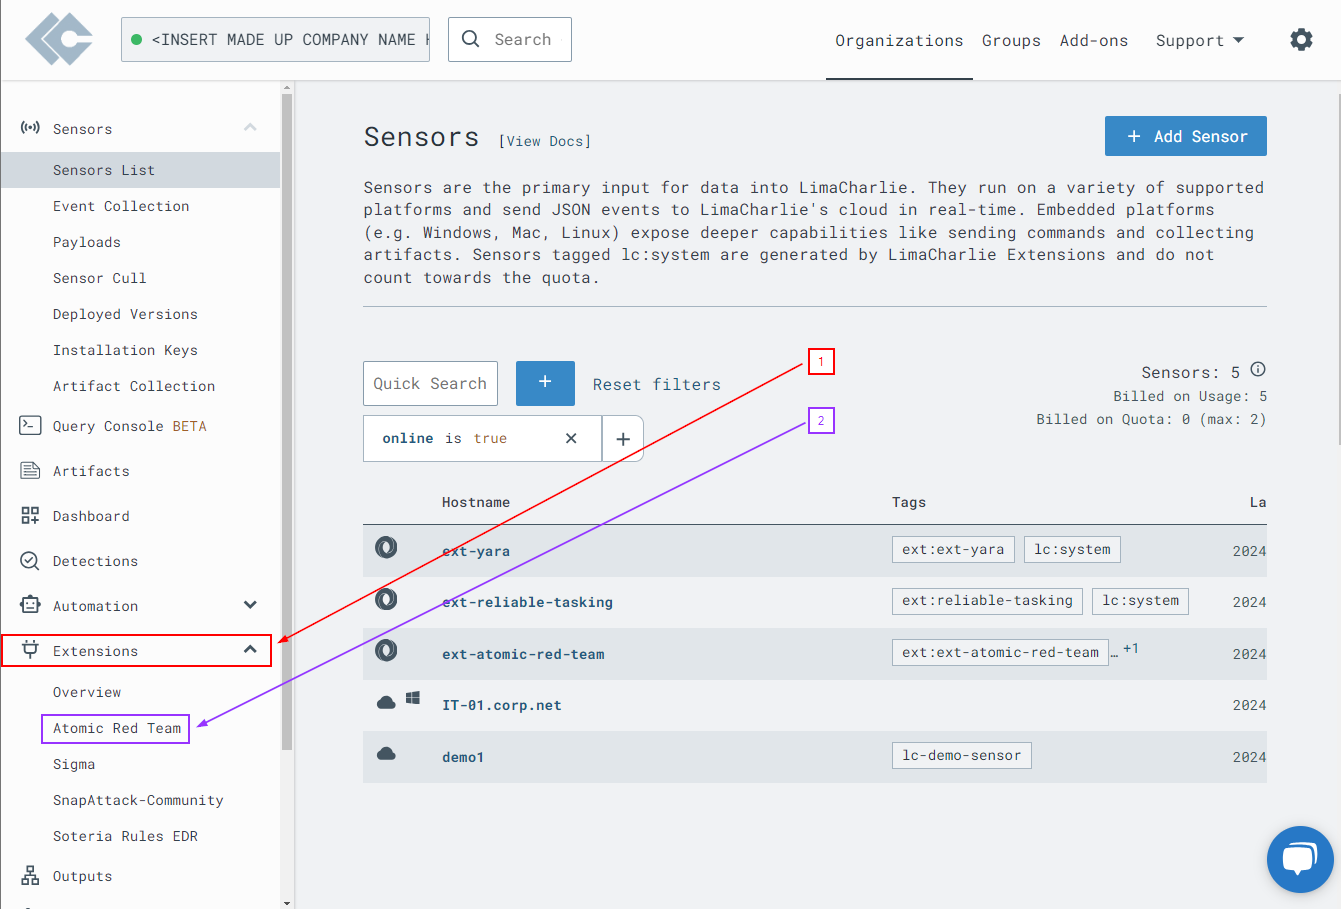 <INSERT MADE UP COMPANY NAME
Search
Organizations
Groups
Add-ons
Support
Sensors
Sensors List
Event Collection
Payloads
Sensor Cull
Deployed Versions
Installation Keys
Artifact Collection
Query Console BETA
Artifacts
Dashboard
Detections
Automation
Extensions
Overview
Atomic Red Team
Sigma
SnapAttack-Community
Soteria Rules EDR
Outputs
Sensors [View Docs]
+ Add Sensor
Sensors are the primary input for data into LimaCharlie. They run on a variety of supported
platforms and send JSON events to LimaCharlie's cloud in real-time. Embedded platforms
(e.g. Windows, Mac, Linux) expose deeper capabilities like sending commands and collecting
artifacts. Sensors tagged lc:system are generated by LimaCharlie Extensions and do not
count towards the quota.
1
2
Quick Search
+
Reset filters
Sensors: 5
Billed on Usage: 5
Billed on Quota: 0 (max: 2)
online is true
+
Hostname Tags La
ext-yara ext:ext-yara lc:system 2024
ext-reliable-tasking ext:reliable-tasking lc:system 2024
ext-atomic-red-team ext:ext-atomic-red-team … +1 2024
IT-01.corp.net 2024
demo1 lc-demo-sensor 2024